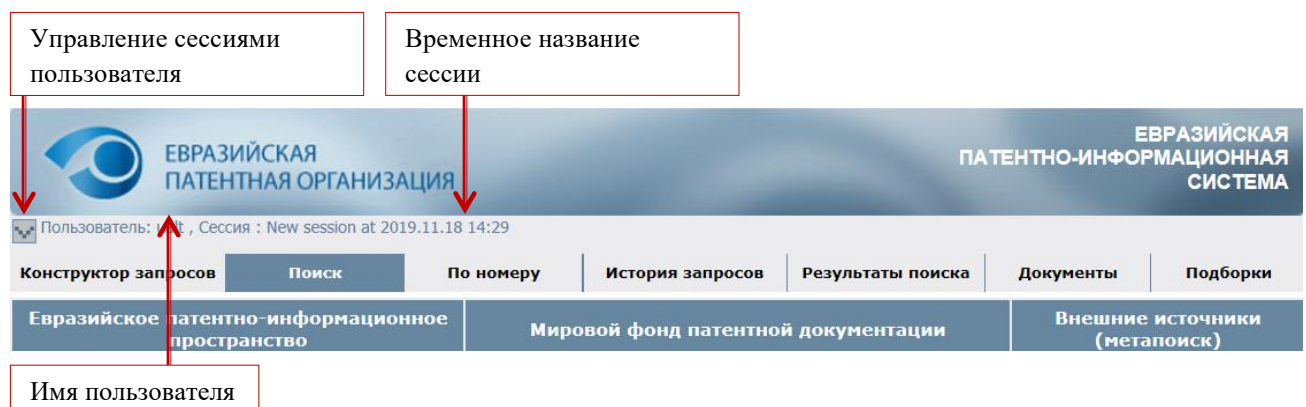 Управление сессиями
пользователя
Временное название
сессии
ЕВРАЗИЙСКАЯ
ПАТЕНТНАЯ ОРГАНИЗАЦИЯ
ЕВРАЗИЙСКАЯ
ПАТЕНТНО-ИНФОРМАЦИОННАЯ
СИСТЕМА
Пользователь: , Сессия : New session at 2019.11.18 14:29
Конструктор запросов Поиск По номеру История запросов Результаты поиска Документы Подборки
Евразийское патентно-информационное
пространство
Мировой фонд патентной документации
Внешние источники
(метапоиск)
Имя пользователя